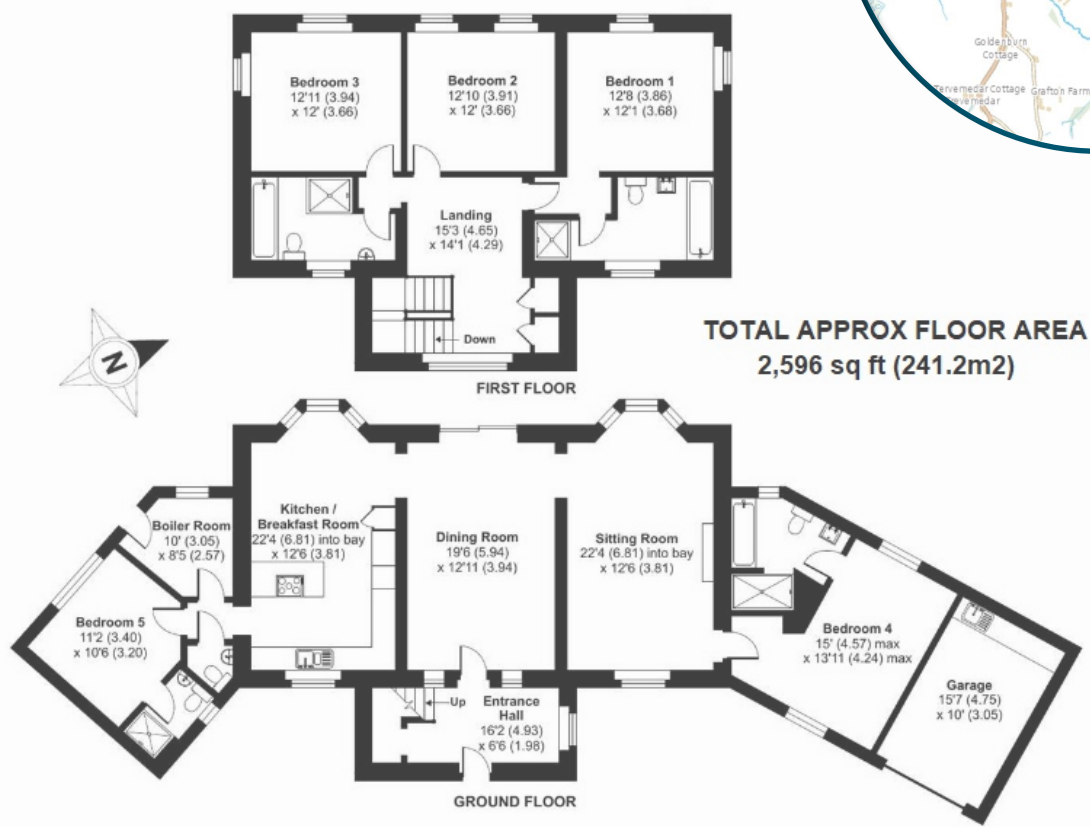 Goldenburn
Cottage
Tervemedar Cottage
Grafton Farm
Trevemedar
Bedroom 3
12'11 (3.94)
x 12' (3.66)
Bedroom 2
12'10 (3.91)
x 12' (3.66)
Bedroom 1
12'8 (3.86)
x 12'1 (3.68)
Landing
15'3 (4.65)
x 14'1 (4.29)
Down
FIRST FLOOR
N
TOTAL APPROX FLOOR AREA
2,596 sq ft (241.2m2)
Boiler Room
10' (3.05)
x 8'5 (2.57)
Kitchen /
Breakfast Room
22'4 (6.81) into bay
x 12'6 (3.81)
Dining Room
19'6 (5.94)
x 12'11 (3.94)
Sitting Room
22'4 (6.81) into bay
x 12'6 (3.81)
Bedroom 5
11'2 (3.40)
x 10'6 (3.20)
Bedroom 4
15' (4.57) max
x 13'11 (4.24) max
Garage
15'7 (4.75)
x 10' (3.05)
Up
Entrance
Hall
16'2 (4.93)
x 6'6 (1.98)
GROUND FLOOR